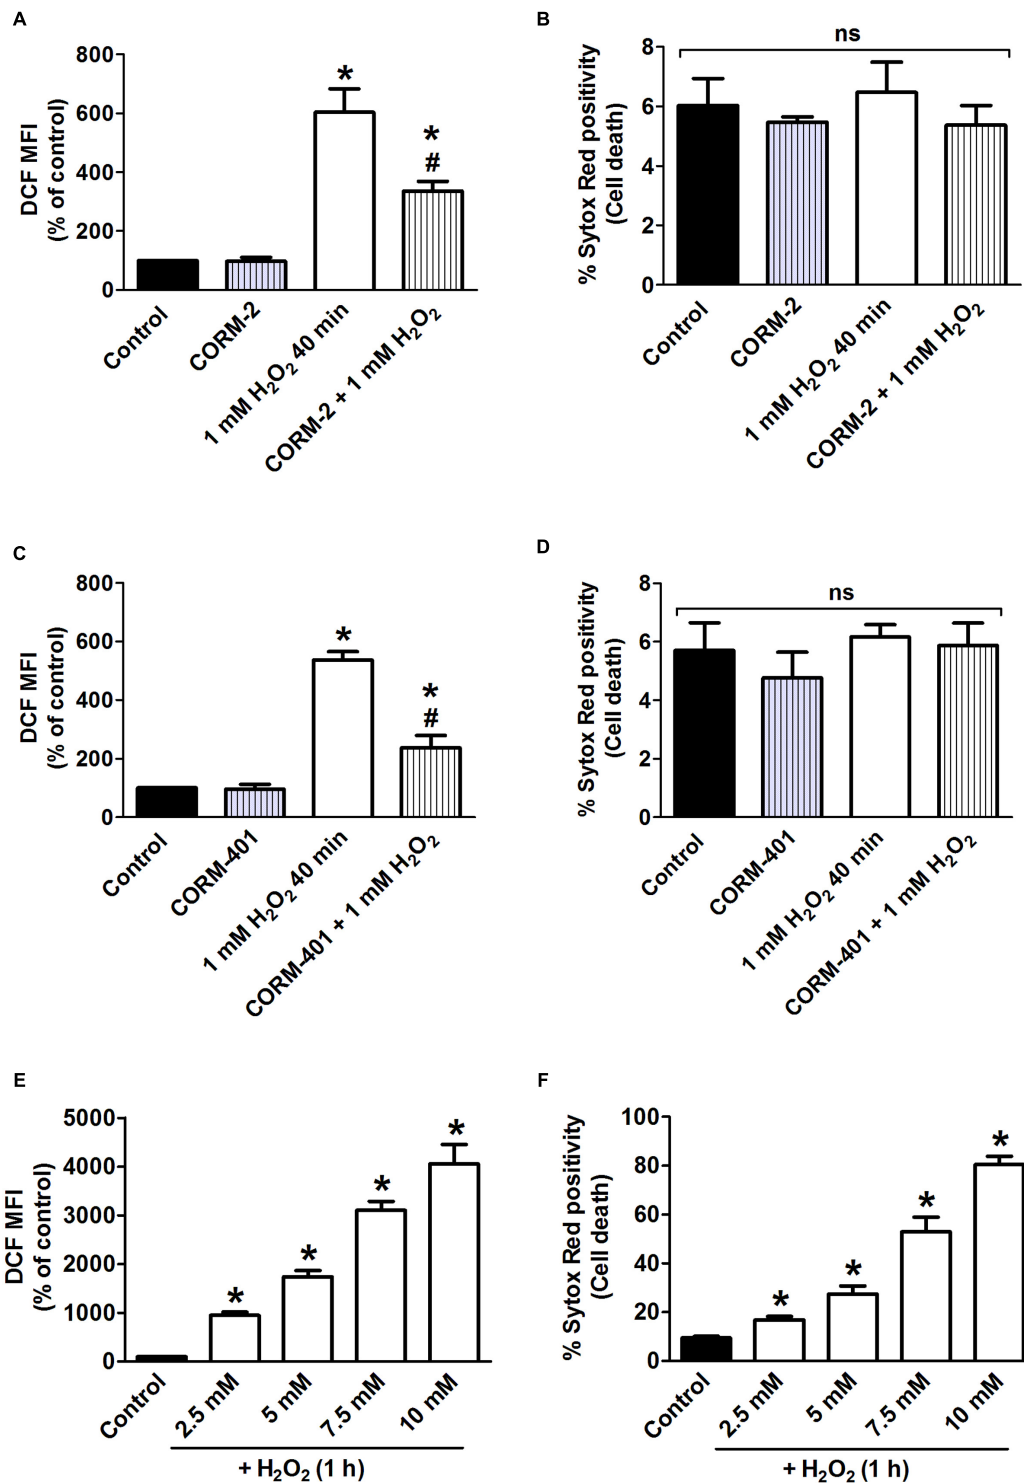 A
DCF MFI
(% of control)
800
600
400
200
0
*
*
#
Control
CORM-2
1 mM H₂O₂ 40 min
CORM-2 + 1 mM H₂O₂
B
% Sytox Red positivity
(Cell death)
8
6
4
2
0
ns
Control
CORM-2
1 mM H₂O₂ 40 min
CORM-2 + 1 mM H₂O₂
C
DCF MFI
(% of control)
800
600
400
200
0
*
*
#
Control
CORM-401
1 mM H₂O₂ 40 min
CORM-401 + 1 mM H₂O₂
D
% Sytox Red positivity
(Cell death)
8
6
4
2
0
ns
Control
CORM-401
1 mM H₂O₂ 40 min
CORM-401 + 1 mM H₂O₂
E
DCF MFI
(% of control)
5000
4000
3000
2000
1000
0
*
*
*
*
Control
2.5 mM
5 mM
7.5 mM
10 mM
+ H₂O₂ (1 h)
F
% Sytox Red positivity
(Cell death)
100
80
60
40
20
0
*
*
*
*
Control
2.5 mM
5 mM
7.5 mM
10 mM
+ H₂O₂ (1 h)